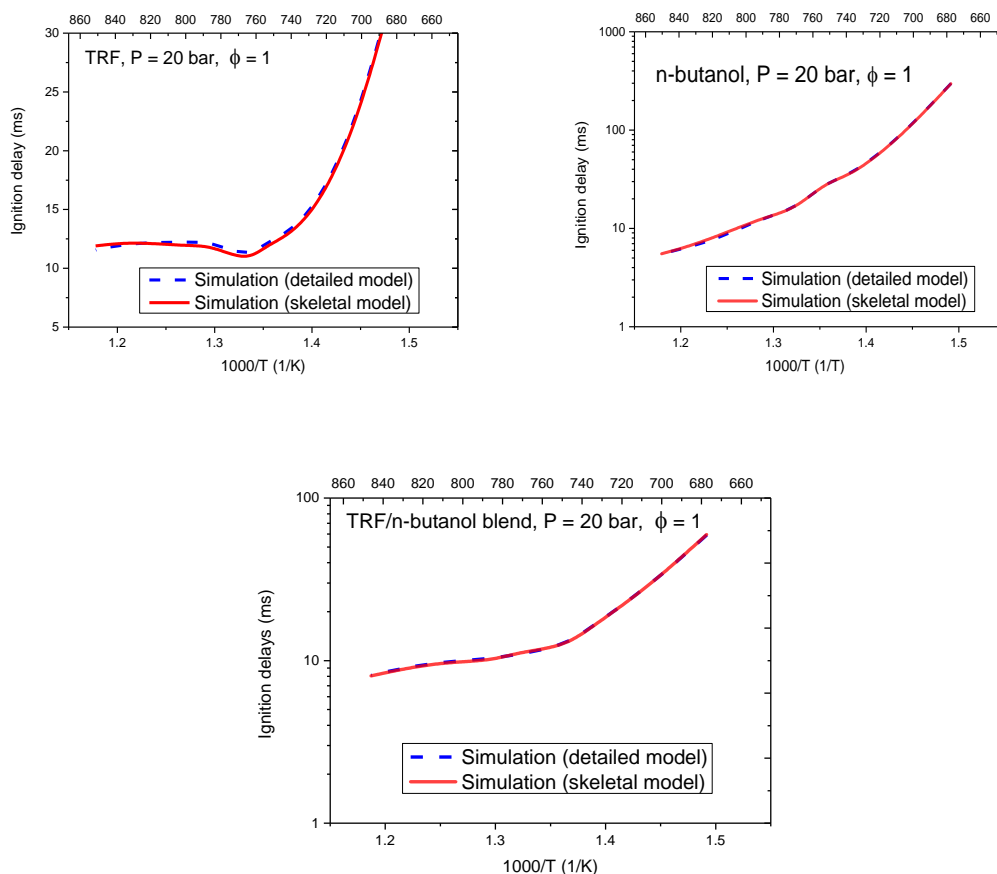 860 840 820 800 780 760 740 720 700 680 660
30
25
20
15
10
5
Ignition delay (ms)
TRF, P = 20 bar, ϕ = 1
Simulation (detailed model)
Simulation (skeletal model)
1.2 1.3 1.4 1.5
1000/T (1/K)
860 840 820 800 780 760 740 720 700 680 660
1000
100
10
1
Ignition delay (ms)
n-butanol, P = 20 bar, ϕ = 1
Simulation (detailed model)
Simulation (skeletal model)
1.2 1.3 1.4 1.5
1000/T (1/T)
860 840 820 800 780 760 740 720 700 680 660
100
10
1
Ignition delays (ms)
TRF/n-butanol blend, P = 20 bar, ϕ = 1
Simulation (detailed model)
Simulation (skeletal model)
1.2 1.3 1.4 1.5
1000/T (1/K)